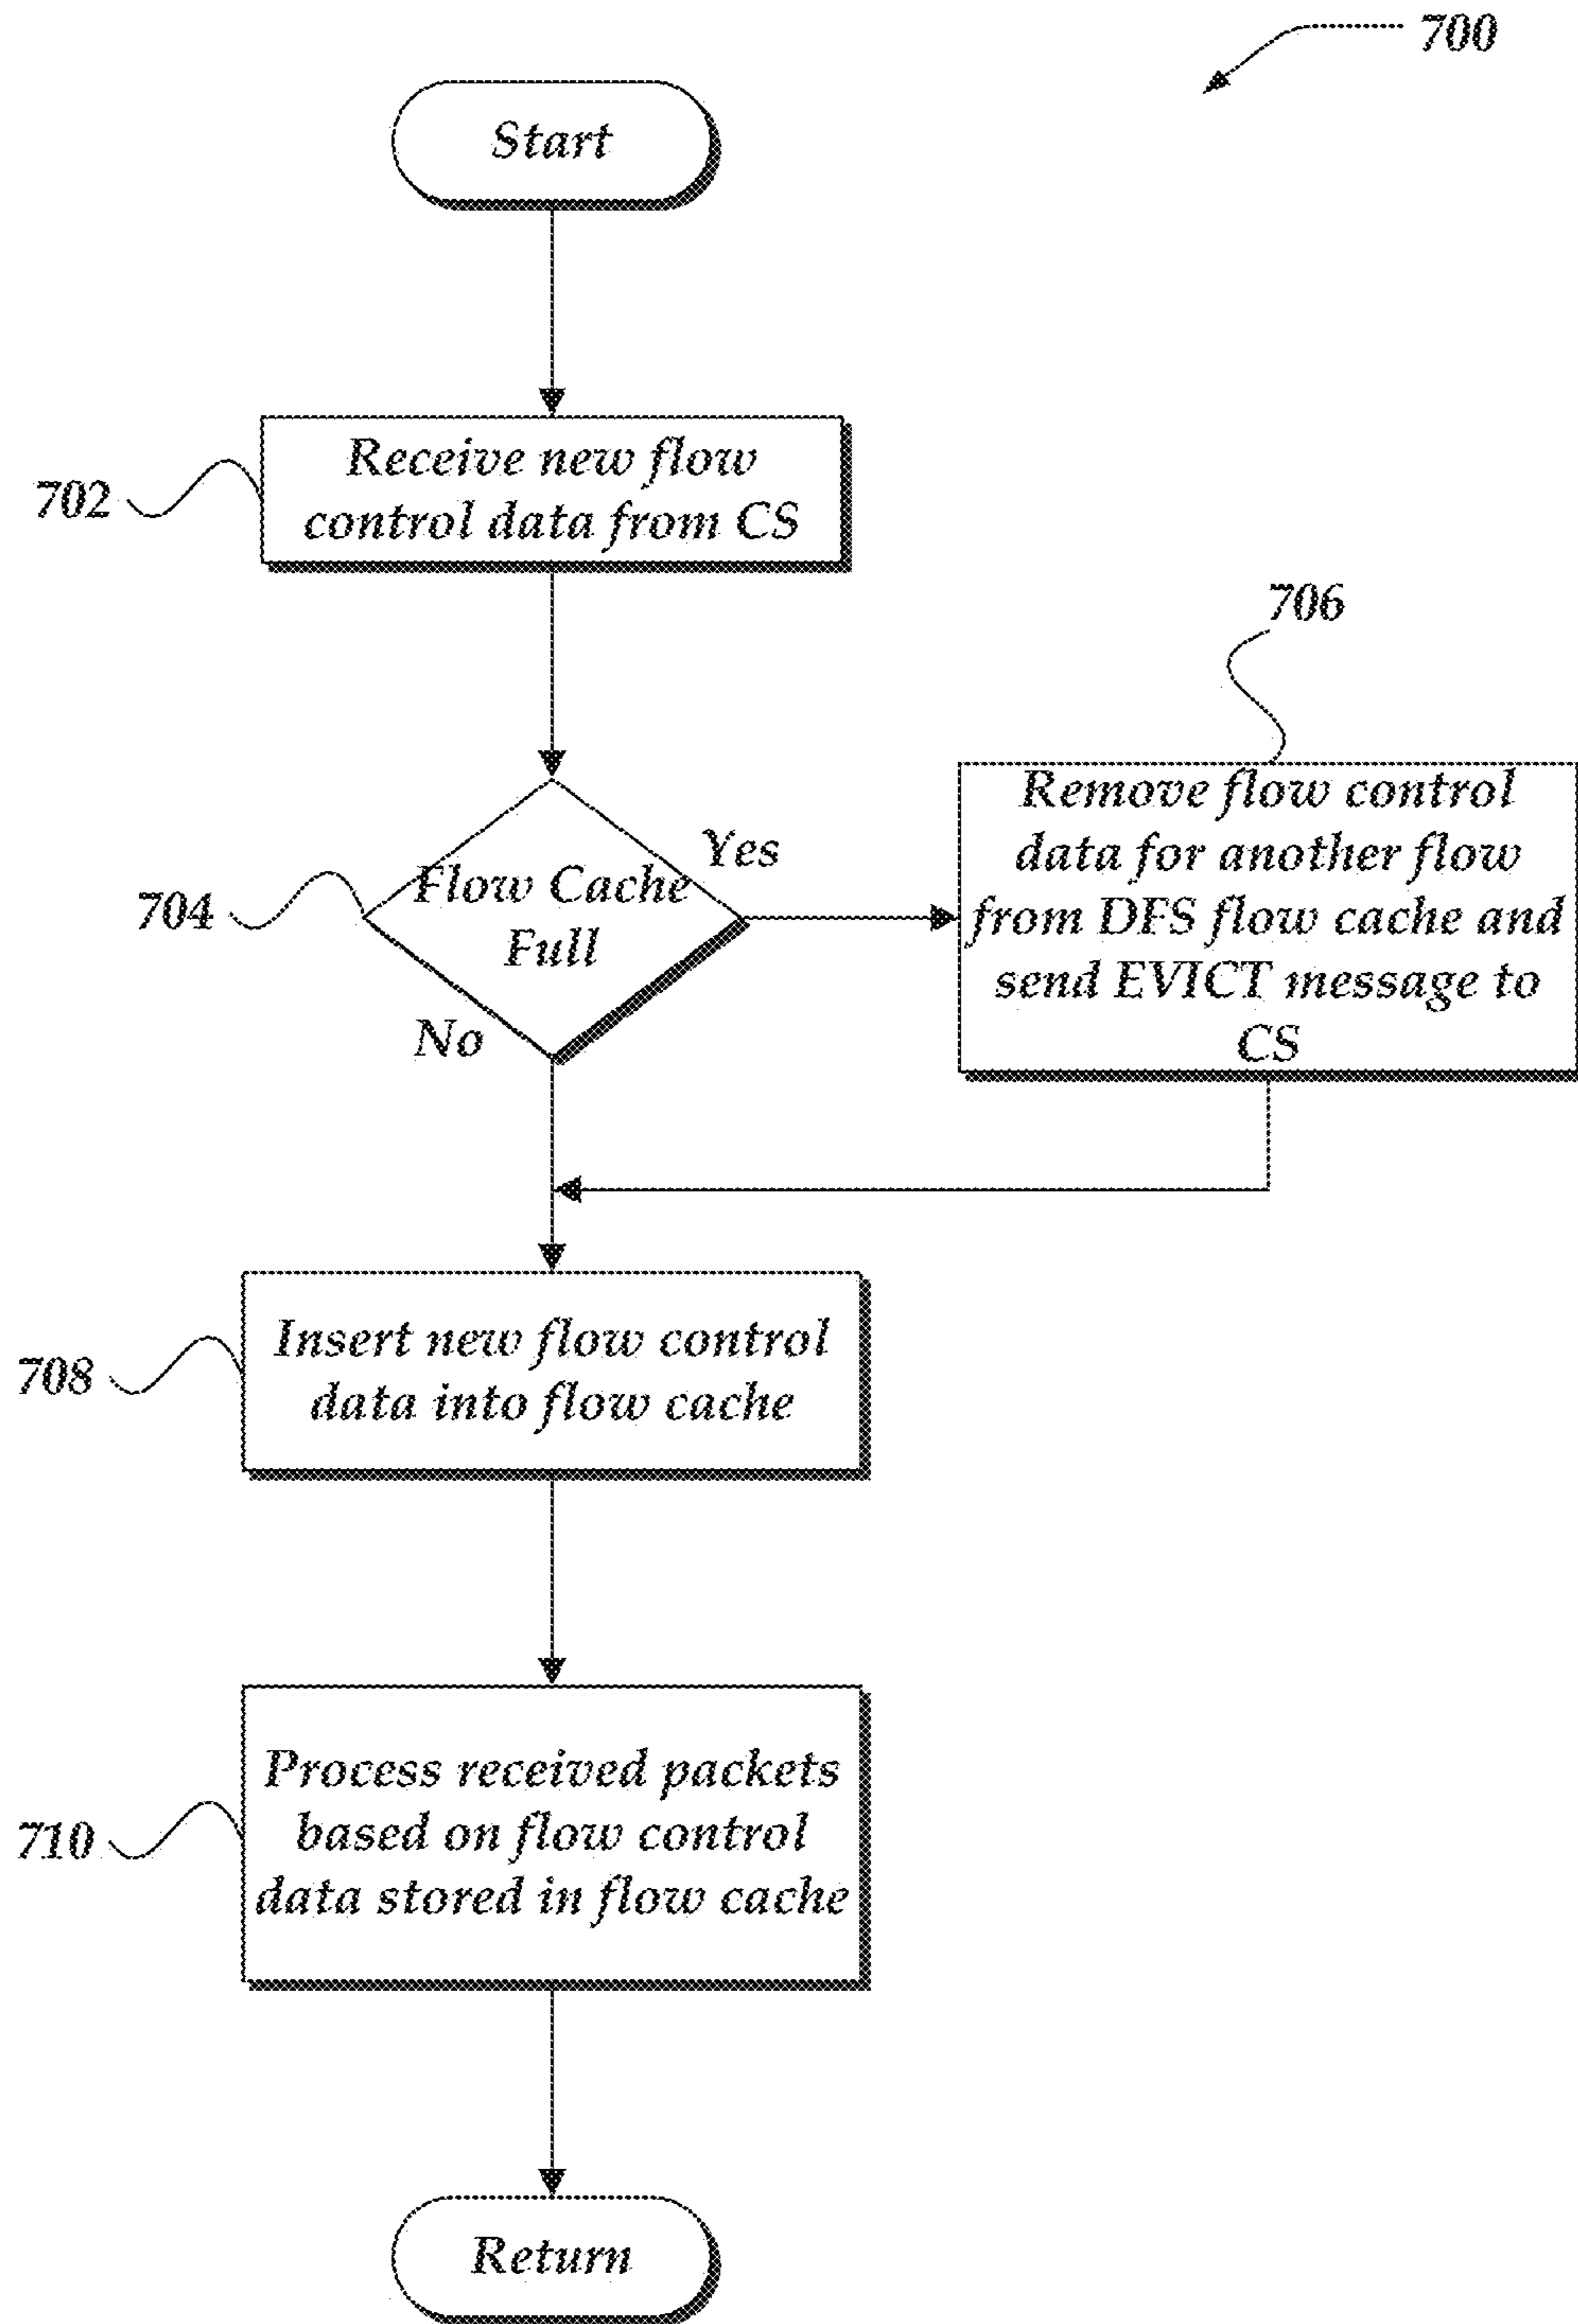 700
Start
702
Receive new flow
control data from CS
706
704
Flow Cache
Full
Yes
No
Remove flow control
data for another flow
from DFS flow cache and
send EVICT message to
CS
708
Insert new flow control
data into flow cache
710
Process received packets
based on flow control
data stored in flow cache
Return